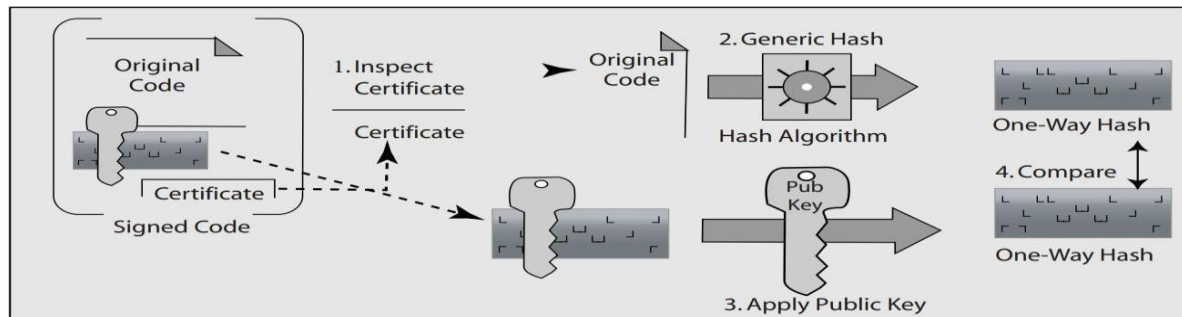 Original
Code
Certificate
Signed Code
1. Inspect
Certificate
Certificate
Original
Code
2. Generic Hash
Hash Algorithm
Pub
Key
3. Apply Public Key
One-Way Hash
4. Compare
One-Way Hash